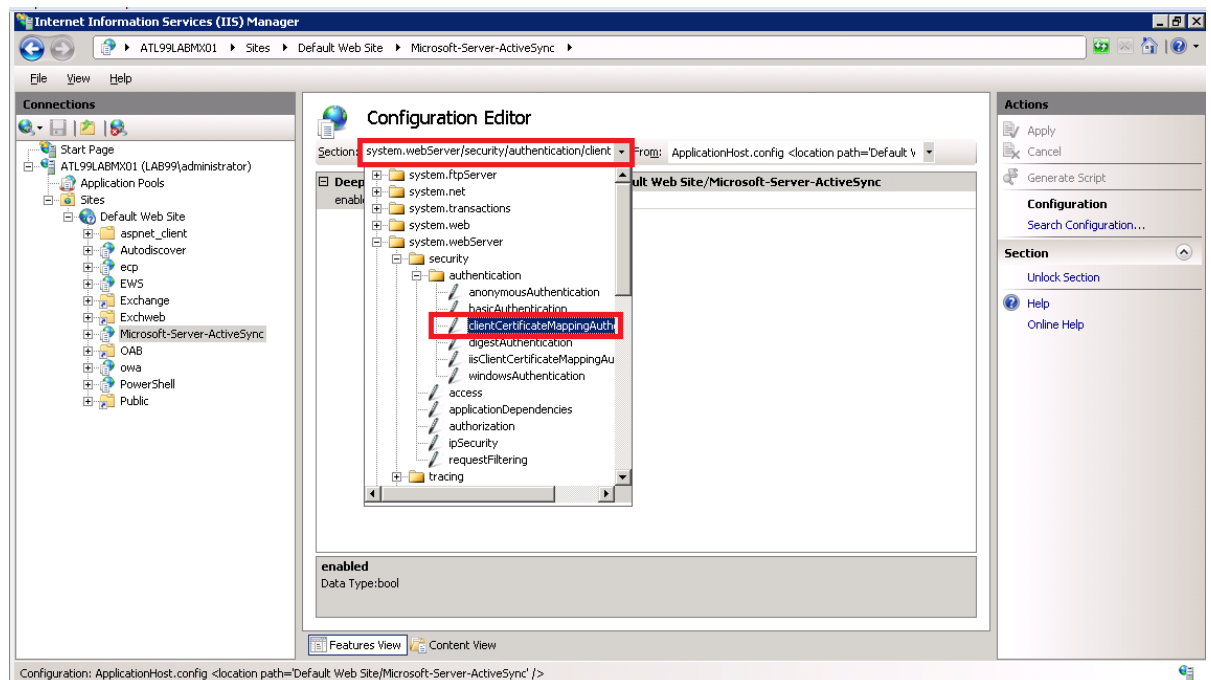 Internet Information Services (IIS) Manager
ATL99LABMX01 Sites Default Web Site Microsoft-Server-ActiveSync
File View Help
Connections
Start Page
ATL99LABMX01 (LAB99\administrator)
Application Pools
Sites
Default Web Site
aspnet_client
Autodiscover
ecp
EWS
Exchange
Exchweb
Microsoft-Server-ActiveSync
OAB
owa
PowerShell
Public
Configuration Editor
Section: system.webServer/security/authentication/client From: ApplicationHost.config <location path='Default
Deep ult Web Site/Microsoft-Server-ActiveSync
enabl
system.ftpServer
system.net
system.transactions
system.web
system.webServer
security
authentication
anonymousAuthentication
basicAuthentication
clientCertificateMappingAuthe
digestAuthentication
iisClientCertificateMappingAu
windowsAuthentication
access
applicationDependencies
authorization
ipSecurity
requestFiltering
tracing
enabled
Data Type:bool
Features View Content View
Actions
Apply
Cancel
Generate Script
Configuration
Search Configuration...
Section
Unlock Section
Help
Online Help
Configuration: ApplicationHost.config <location path='Default Web Site/Microsoft-Server-ActiveSync' />